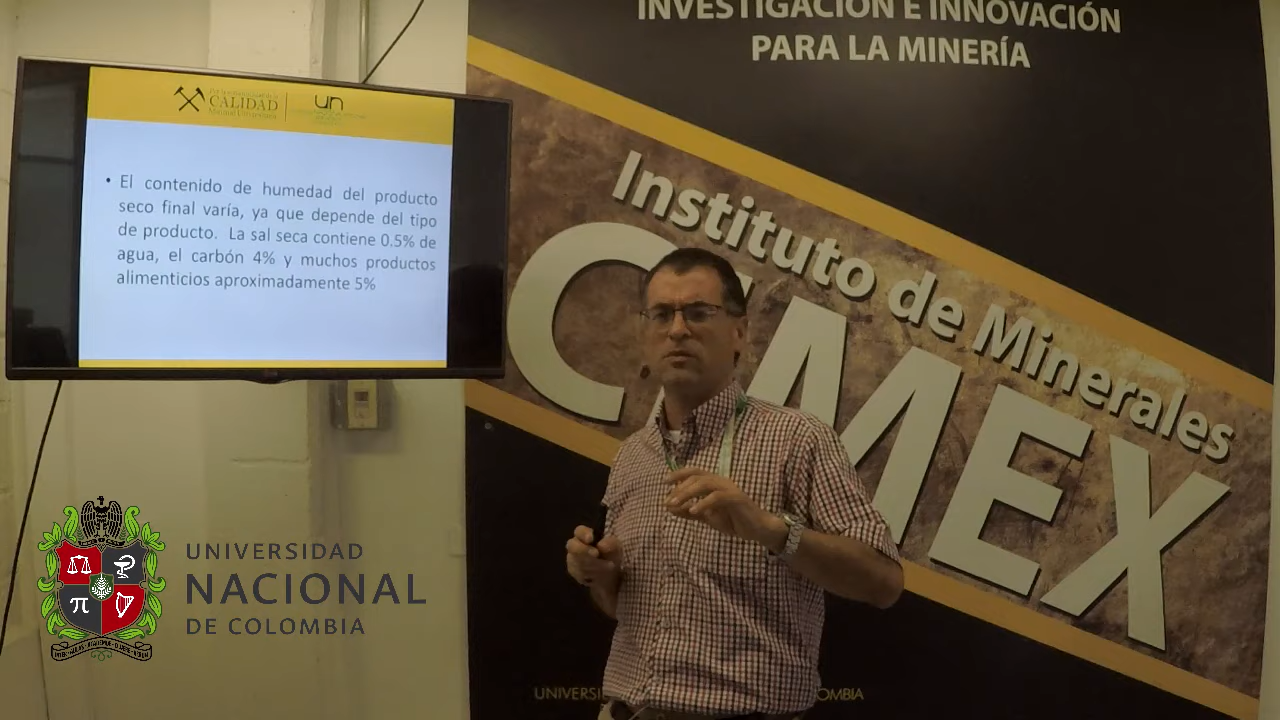 INVESTIGACIÓN E INNOVACIÓN
PARA LA MINERÍA
CALIDAD
un
• El contenido de humedad del producto
seco final varía, ya que depende del tipo
de producto. La sal seca contiene 0.5% de
agua, el carbón 4% y muchos productos
alimenticios aproximadamente 5%
Instituto de Minerales
CIMEX
UNIVERSIDAD
NACIONAL
DE COLOMBIA
π
UNIVERSI
OMBIA